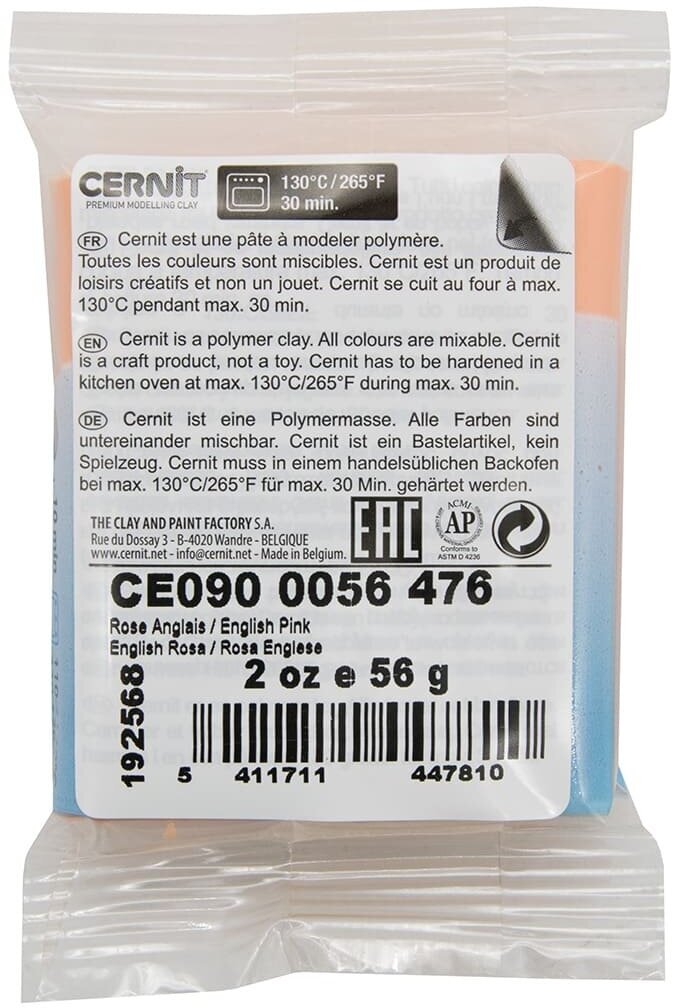 CERNIT
PREMIUM MODELLING CLAY
130°C/265°F
30 min.
FR Cernit est une pâte à modeler polymère.
Toutes les couleurs sont miscibles. Cernit est un produit de
loisirs créatifs et non un jouet. Cernit se cuit au four à max.
130°C pendant max. 30 min.
EN Cernit is a polymer clay. All colours are mixable. Cernit
is a craft product, not a toy. Cernit has to be hardened in a
kitchen oven at max. 130°C/265°F during max. 30 min.
DE Cernit ist eine Polymermasse. Alle Farben sind
untereinander mischbar. Cernit ist ein Bastelartikel, kein
Spielzeug. Cernit muss in einem handelsüblichen Backofen
bei max. 130°C/265°F für max. 30 Min. gehärtet werden.
THE CLAY AND PAINT FACTORY S.A.
Rue du Dossay 3 - B-4020 Wandre - BELGIQUE
www.cernit.net - info@cernit.net - Made in Belgium.
EAC
ACMI
AP
Conforms to
ASTM D 4236
CE090 0056 476
Rose Anglais / English Pink
English Rosa / Rosa Englese
2 oz e 56 g
192568
5 411711 447810